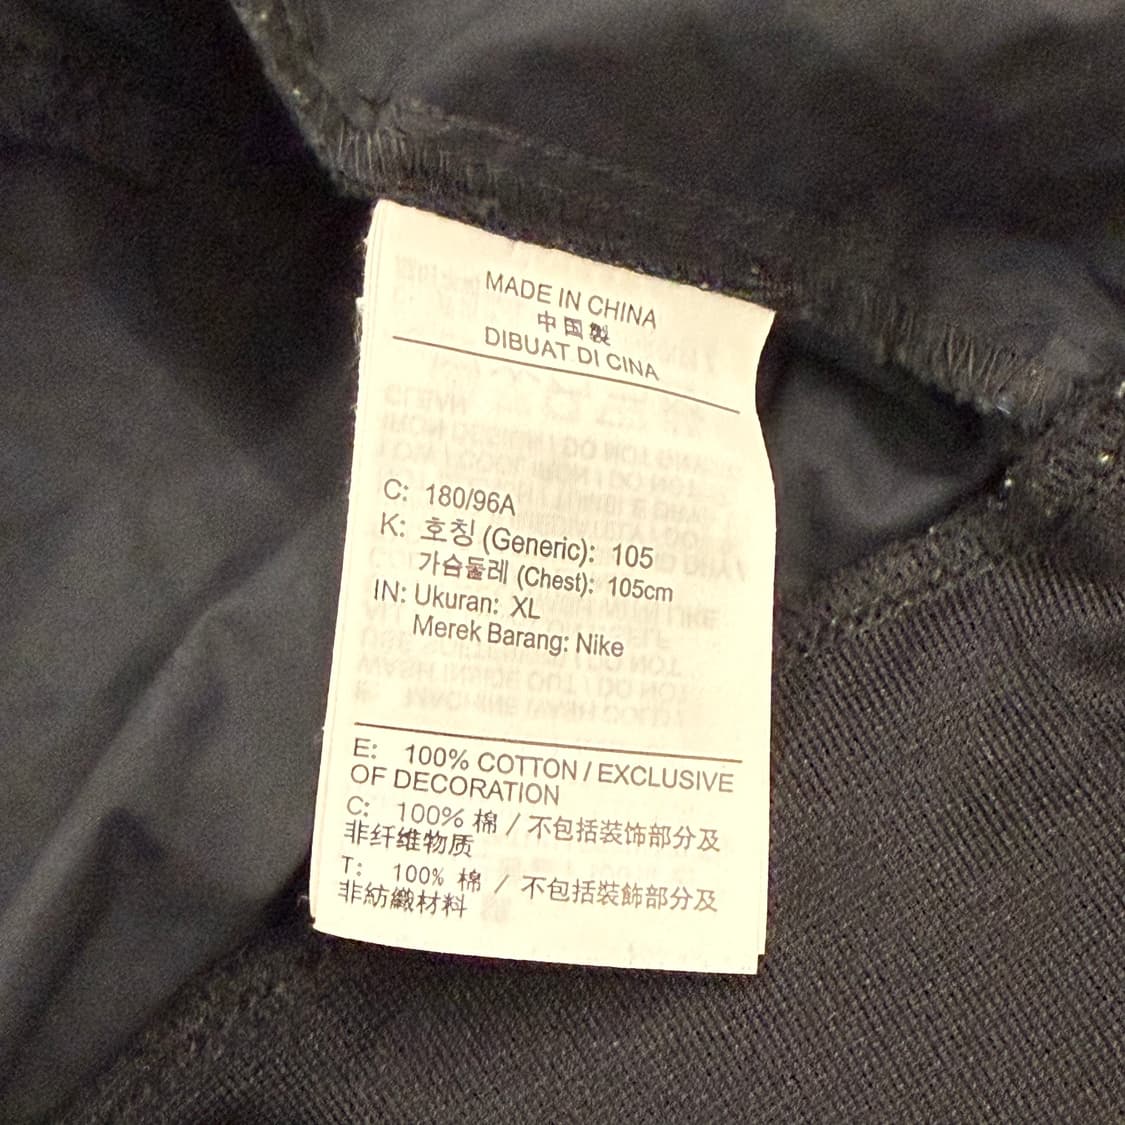 MADE IN CHINA
中国製
DIBUAT DI CINA
C: 180/96A
K: 호칭 (Generic): 105
가슴둘레 (Chest): 105cm
IN: Ukuran: XL
Merek Barang: Nike
E: 100% COTTON / EXCLUSIVE
OF DECORATION
C: 100% 棉 / 不包括装饰部分及
非纤维物质
T: 100% 棉 / 不包括裝飾部分及
非紡織材料